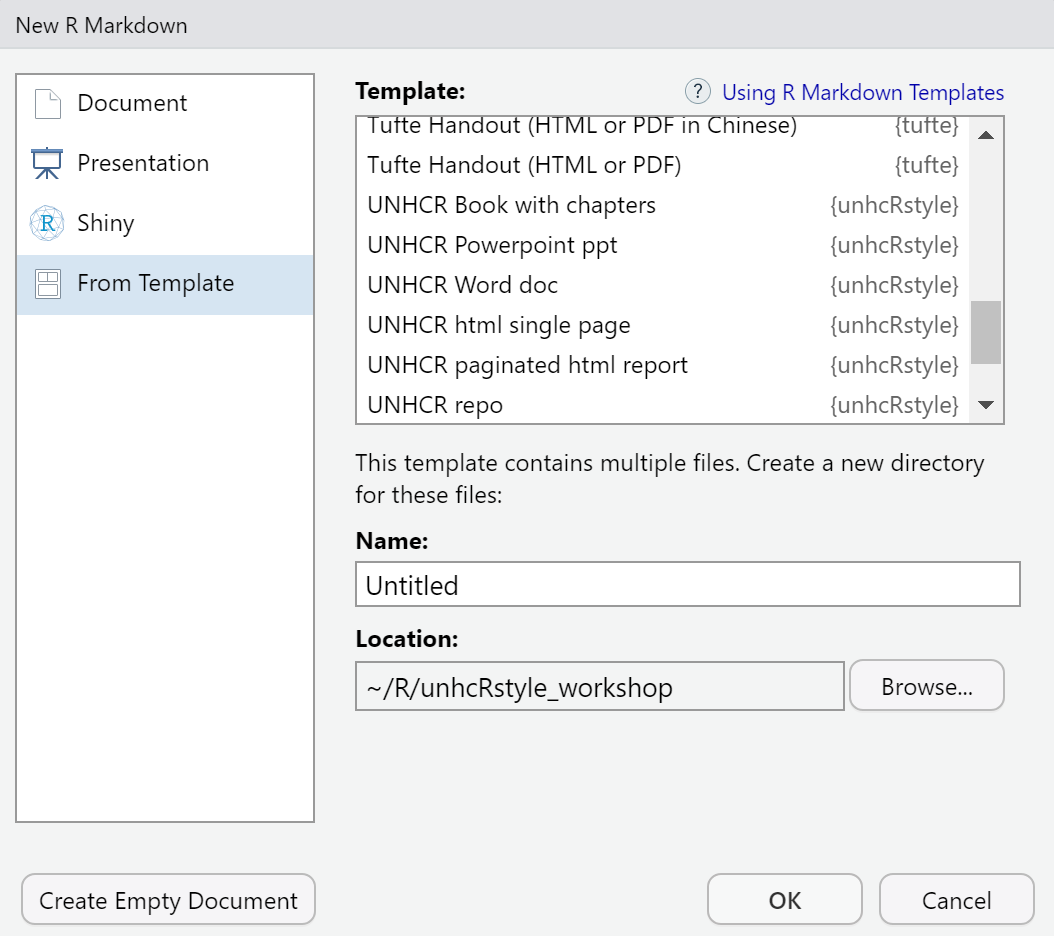 New R Markdown
Document
Presentation
Shiny
From Template
Template:
? Using R Markdown Templates
Tufte Handout (HTML or PDF in Chinese) {tufte}
Tufte Handout (HTML or PDF) {tufte}
UNHCR Book with chapters {unhcRstyle}
UNHCR Powerpoint ppt {unhcRstyle}
UNHCR Word doc {unhcRstyle}
UNHCR html single page {unhcRstyle}
UNHCR paginated html report {unhcRstyle}
UNHCR repo {unhcRstyle}
This template contains multiple files. Create a new directory
for these files:
Name:
Untitled
Location:
~/R/unhcRstyle_workshop
Browse...
Create Empty Document
OK
Cancel